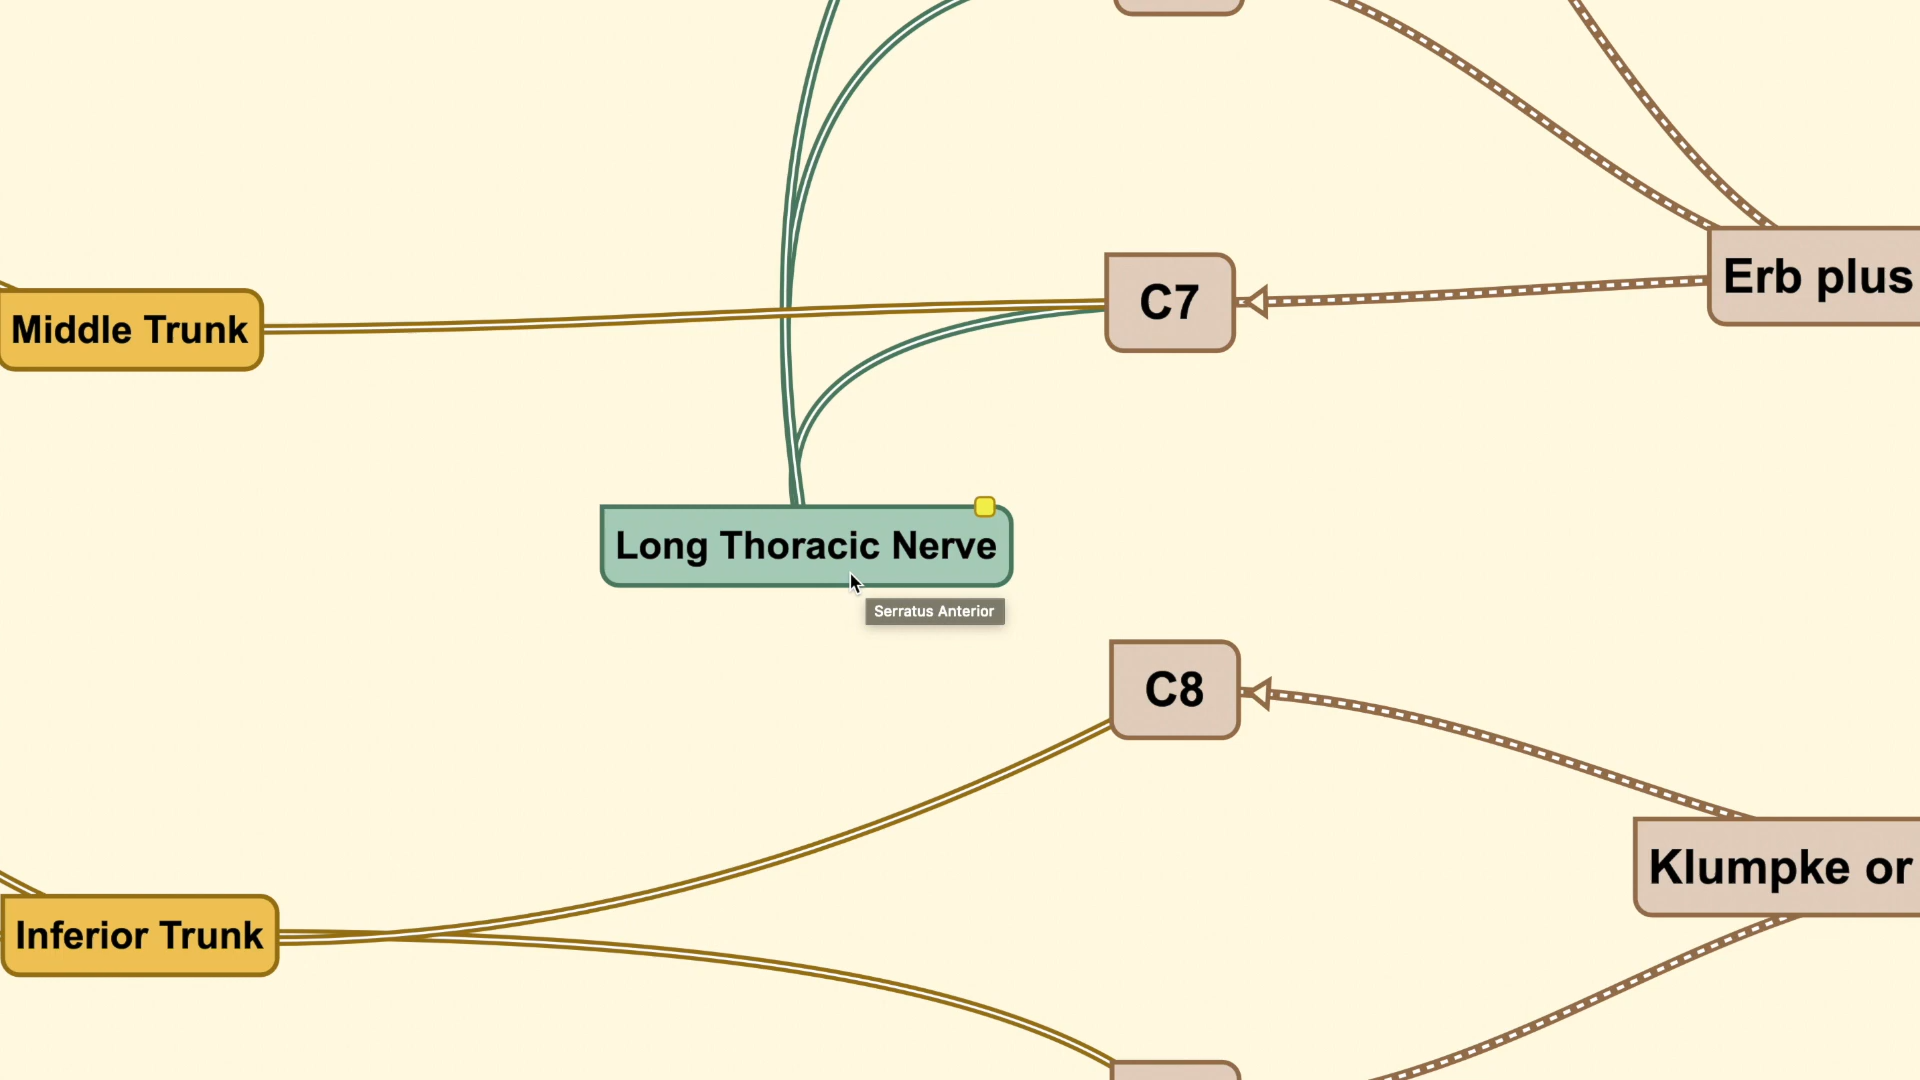 Erb plus
C7
Middle Trunk
Long Thoracic Nerve
Serratus Anterior
C8
Klumpke or
Inferior Trunk